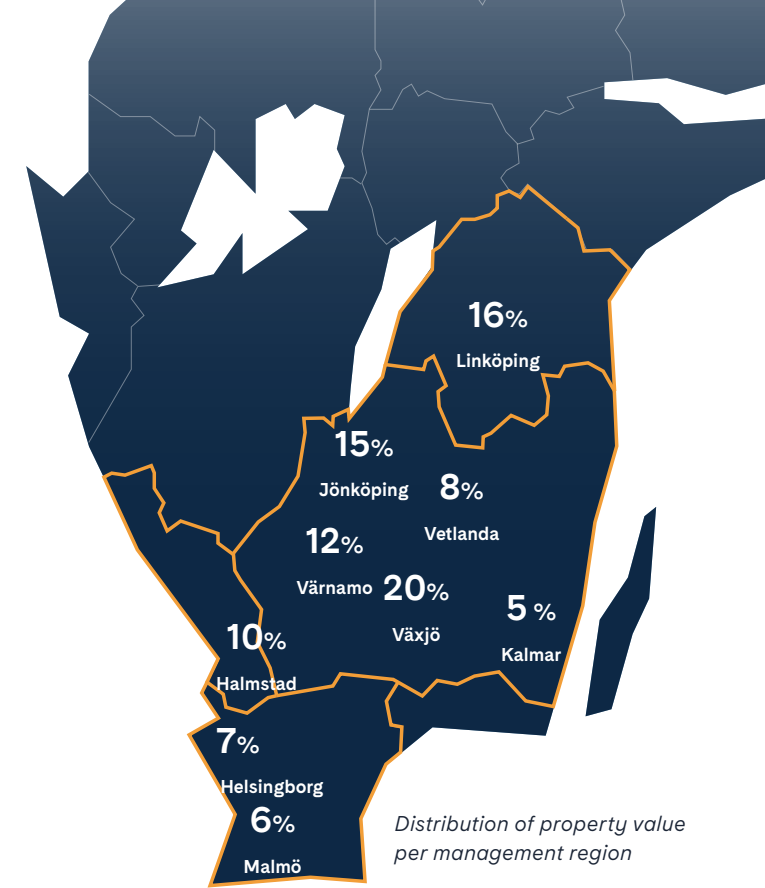 16%
Linköping
15%
Jönköping
8%
Vetlanda
12%
Värnamo
20%
Växjö
5 %
Kalmar
10%
Halmstad
7%
Helsingborg
6%
Malmö
Distribution of property value
per management region